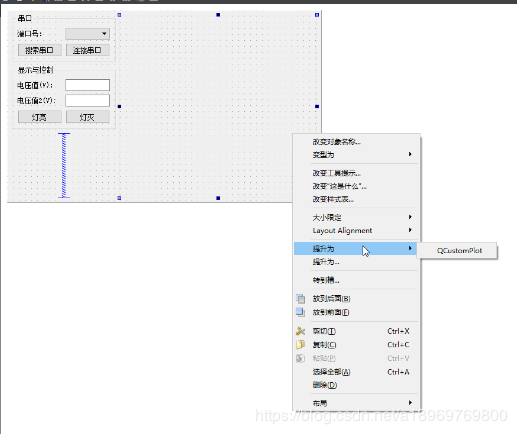 串口
端口号:
搜索串口 连接串口
显示与控制
电压值(V):
电压值2(V):
灯亮 灯灭
改变对象名称...
变型为
改变工具提示...
改变“这是什么”...
改变样式表...
大小限定
Layout Alignment
提升为
QCustomPlot
提升为...
转到槽...
放到后面(B)
放到前面(F)
剪切(T) Ctrl+X
复制(C) Ctrl+C
粘贴(P) Ctrl+V
选择全部(A) Ctrl+A
删除(D)
布局
https://blog.csdn.net/a18969769800